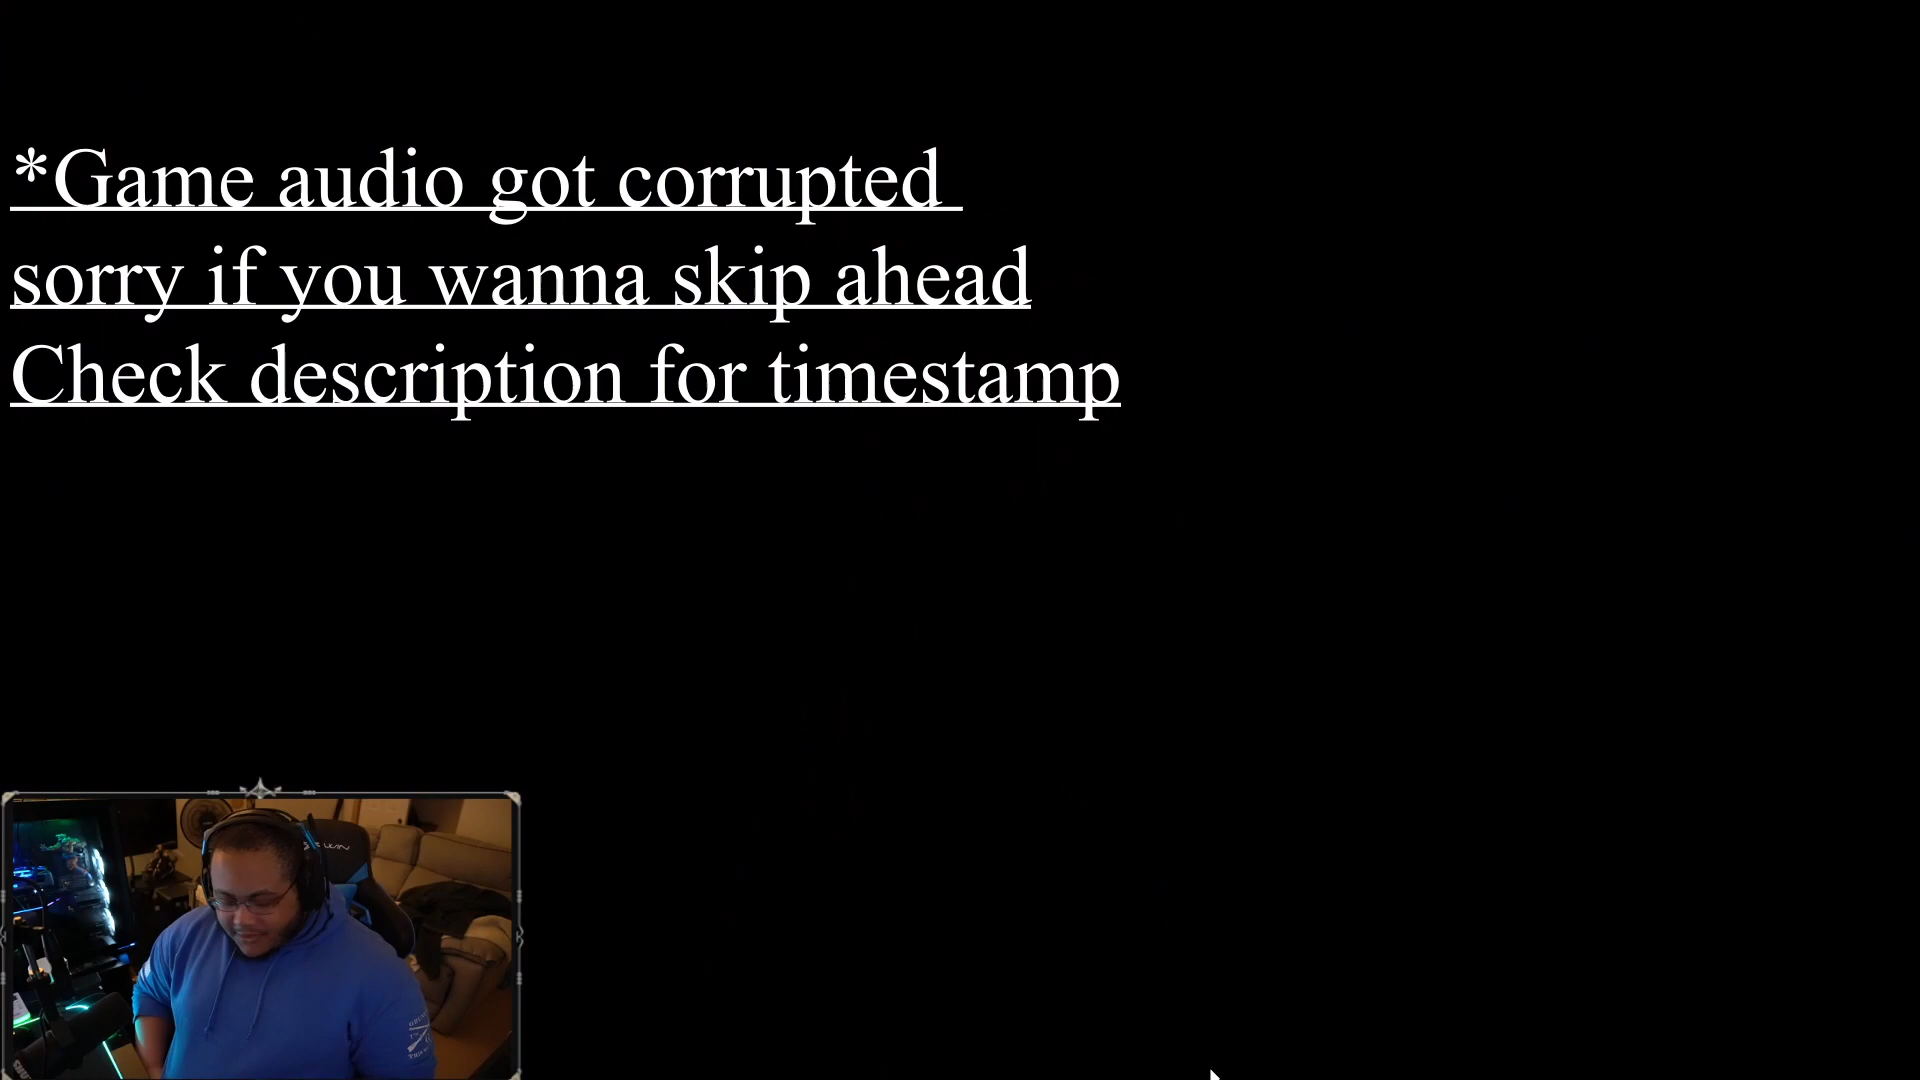 *Game audio got corrupted
sorry if you wanna skip ahead
Check description for timestamp